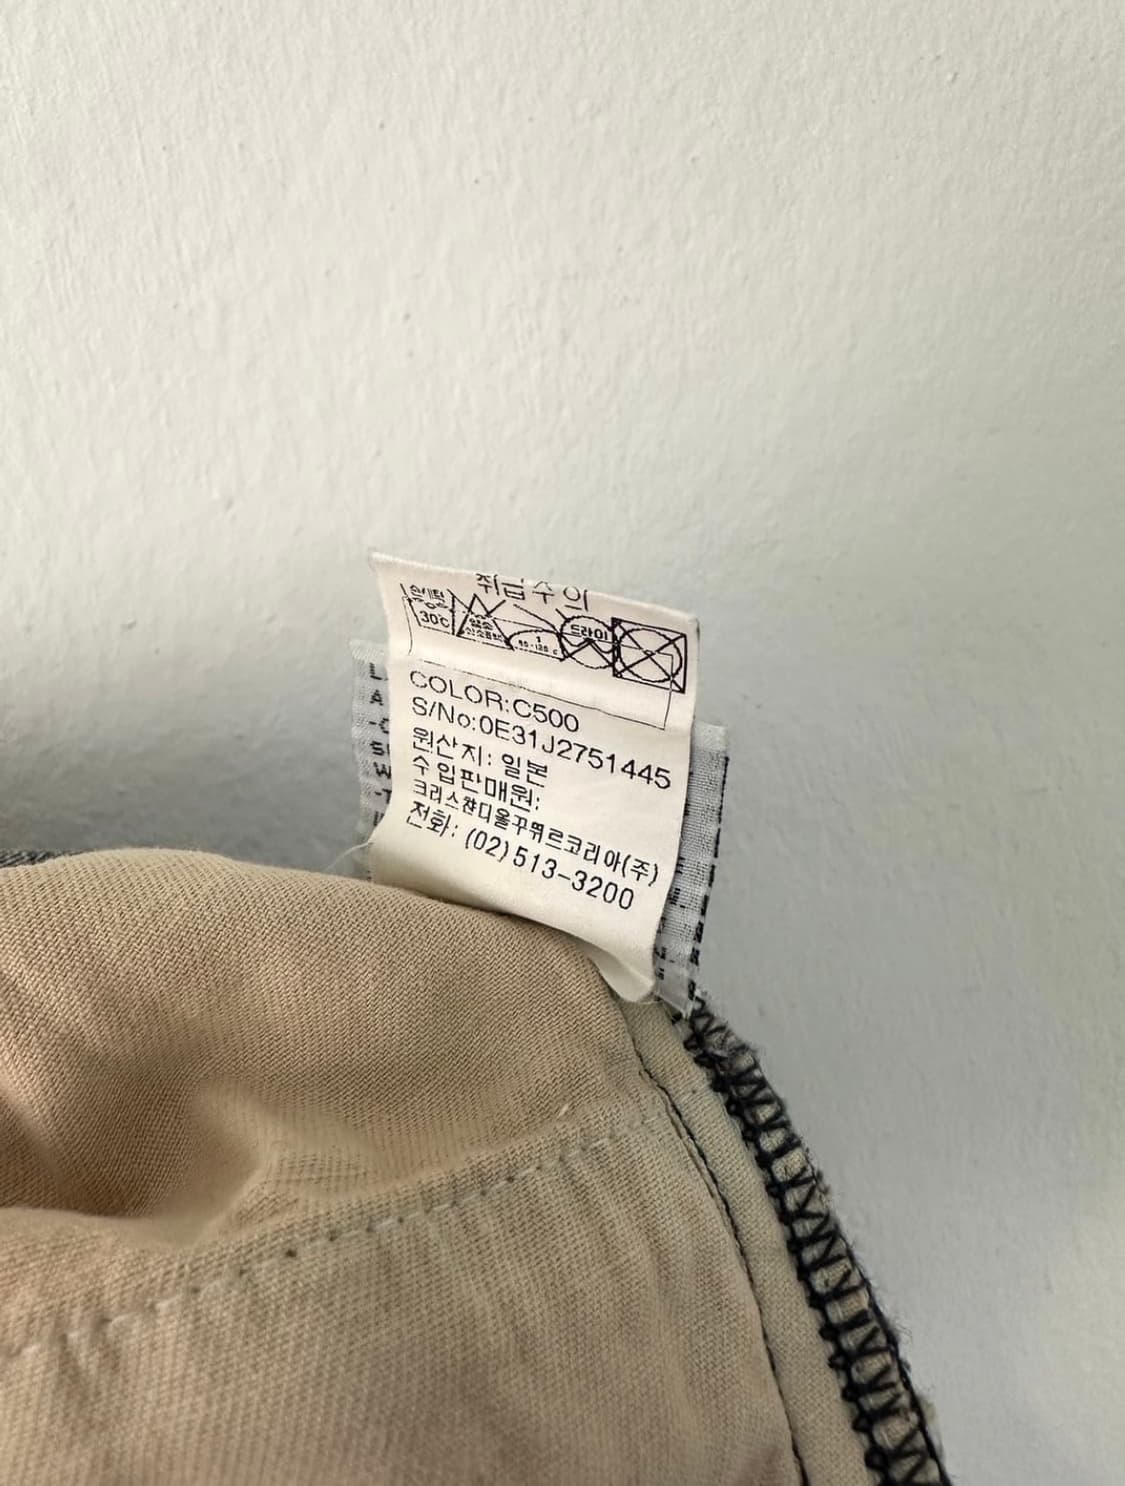 취급수의
30℃
드라이
COLOR:C500
S/No:0E31J2751445
원산지: 일본
수입판매원:
크리스챤디올꾸뛰르코리아(주)
전화: (02)513-3200